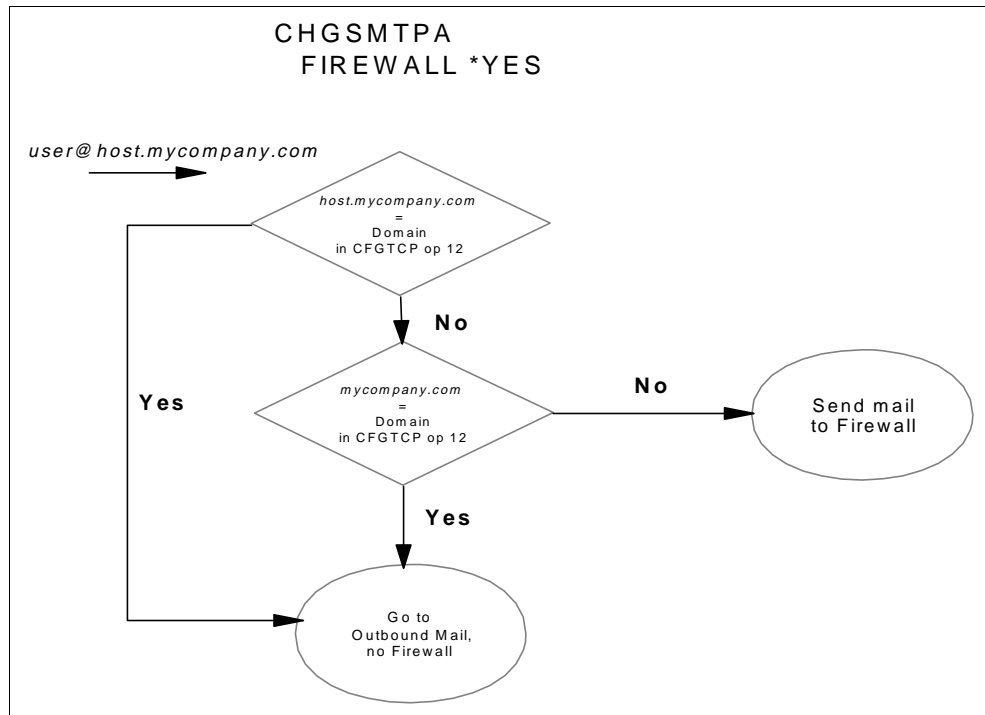 CHGSMTPA
FIREWALL *YES
user@host.mycompany.com
host.mycompany.com
=
Domain
in CFGTCP op 12
No
Yes
mycompany.com
=
Domain
in CFGTCP op 12
No
Send mail
to Firewall
Yes
Go to
Outbound Mail,
no Firewall